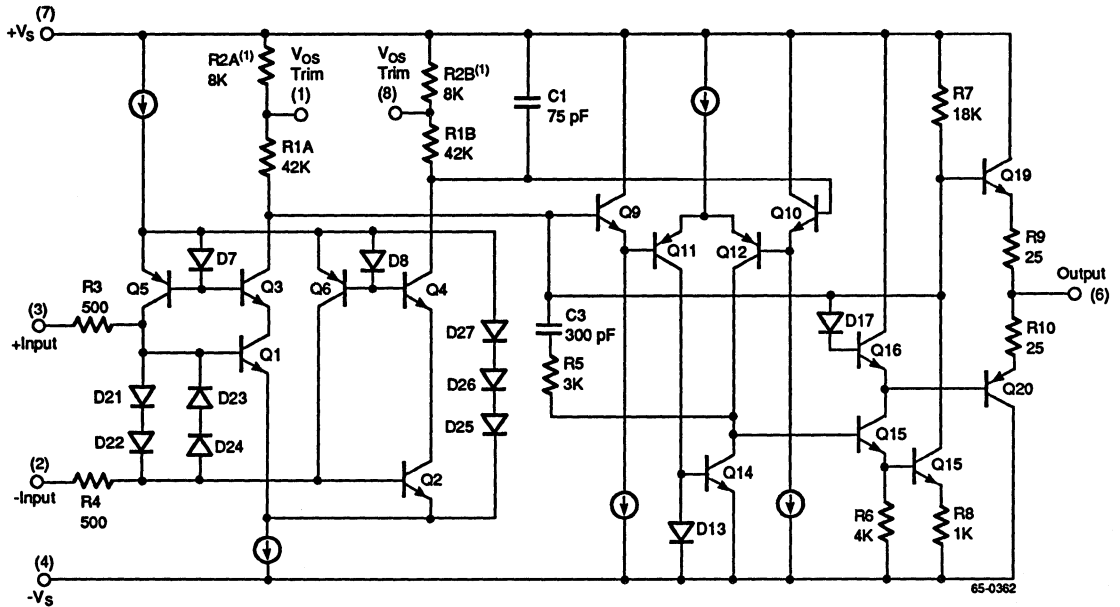 (7)
+VS
R2A(1)
8K
VOS
Trim
(1)
VOS
Trim
(8)
R2B(1)
8K
C1
75 pF
R7
18K
R1A
42K
R1B
42K
Q19
Q9
Q10
Q11
Q12
R9
25
D7
D8
Q5
Q3
Q6
Q4
Output
(6)
R3
500
(3)
+Input
C3
300 pF
D17
R10
25
D27
Q16
Q1
R5
3K
D26
Q20
D21
D23
D25
D22
D24
Q15
(2)
-Input
R4
500
Q2
Q14
Q15
D13
R6
4K
R8
1K
(4)
-VS
65-0362